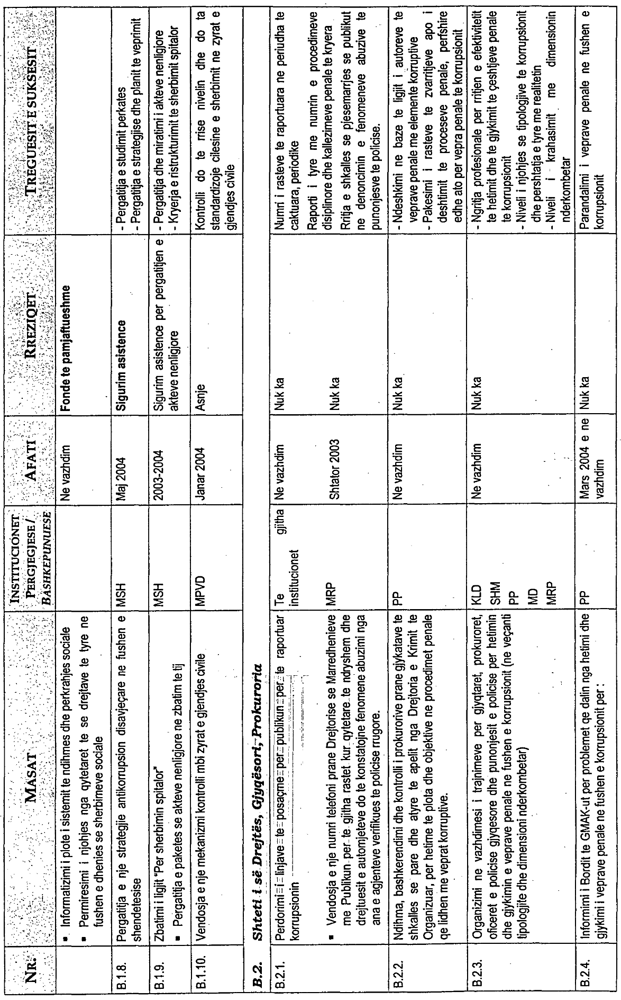 NR.
MASAT
INSTITUCIONET
PERGJEGJESE /
BASHKEPUNUESE
AFATI
RREZIQET
TREGUESIT E SUKSESIT
▪ Informatizimi i plote i sistemit te ndihmes dhe perkrahjes sociale
▪ Permiresimi i njohjes nga qytetaret te se drejtave te tyre ne
fushen e dhenies se sherbimeve sociale
Ne vazhdim
Fonde te pamjaftueshme
B.1.8.
Pergatitja e nje strategjie antikorrupsion disavjeçare ne fushen e
shendetesise
MSH
Maj 2004
Sigurim asistence
- Pergatitja e studimit perkates
- Pergatitja e strategjise dhe planit te veprimit
B.1.9.
Zbatimi i ligjit "Per sherbimin spitalor"
▪ Pergatitja e paketes se akteve nenligjore ne zbatim te tij
MSH
2003-2004
Sigurim asistence per pergatitjen e
akteve nenligjore
- Pergatitja dhe miratimi i akteve nenligjore
- Kryerja e ristrukturimit te sherbimit spitalor
B.1.10.
Vendosja e nje mekanizmi kontrolli mbi zyrat e gjendjes civile
MPVD
Janar 2004
Asnje
Kontrolli do te rrise nivelin dhe do ta
standardizoje cilesine e sherbimit ne zyrat e
gjendjes civile
B.2. Shteti i së Drejtës, Gjyqësori, Prokuroria
B.2.1.
Perdorimi i linjave te posaçme per publikun per te raportuar
korrupsionin
Te gjitha
institucionet
Ne vazhdim
Nuk ka
Numri i rasteve te raportuara ne periudha te
caktuara, periodike
Raporti i tyre me numrin e procedimeve
disiplinore dhe kallezimeve penale te kryera
▪ Vendosja e nje numri telefoni prane Drejtorise se Marredhenieve
me Publikun per te gjitha rastet kur qytetare te ndryshem dhe
drejtuesit e automjeteve do te konstatojne fenomene abuzimi nga
ana e agjenteve verifikues te policise rrugore.
MRP
Shtator 2003
Nuk ka
Rritja e shkalles se pjesemarrjes se publikut
ne denoncimin e fenomeneve abuzive te
punonjesve te policise.
B.2.2.
Ndihma, bashkerendimi dhe kontrolli i prokurorive prane gjykatave te
shkalles se pare dhe atyre te apelit nga Drejtoria e Krimit te
Organizuar, per hetime te plota dhe objektive ne procedimet penale
qe lidhen me veprat korruptive.
PP
Ne vazhdim
Nuk ka
- Ndeshkimi ne baze te ligjit i autoreve te
veprave penale me elemente korruptive
- Pakesimi i rasteve te zvarritjeve apo i
deshtimit te proceseve penale, perfshire
edhe ato per vepra penale te korrupsionit
B.2.3.
Organizimi ne vazhdimesi i trajnimeve per gjyqtaret, prokuroret,
oficeret e policise gjyqesore dhe punonjesit e policise per hetimin
dhe gjykimin e veprave penale ne fushen e korrupsionit (ne veçanti
tipologjite dhe dimensioni nderkombetar)
KLD
SHM
PP
MD
MRP
Ne vazhdim
Nuk ka
- Ngritja profesionale per rritjen e efektivitetit
te hetimit dhe te gjykimit te çeshtjeve penale
te korrupsionit
- Niveli i njohjes se tipologjive te korrupsionit
dhe pershtatja e tyre me realitetin
- Niveli i krahasimit me dimensionin
nderkombetar
B.2.4.
Informimi i Bordit te GMAK-ut per problemet qe dalin nga hetimi dhe
gjykimi i veprave penale ne fushen e korrupsionit per :
PP
Mars 2004 e ne
vazhdim
Nuk ka
Parandalimi i veprave penale ne fushen e
korrupsionit